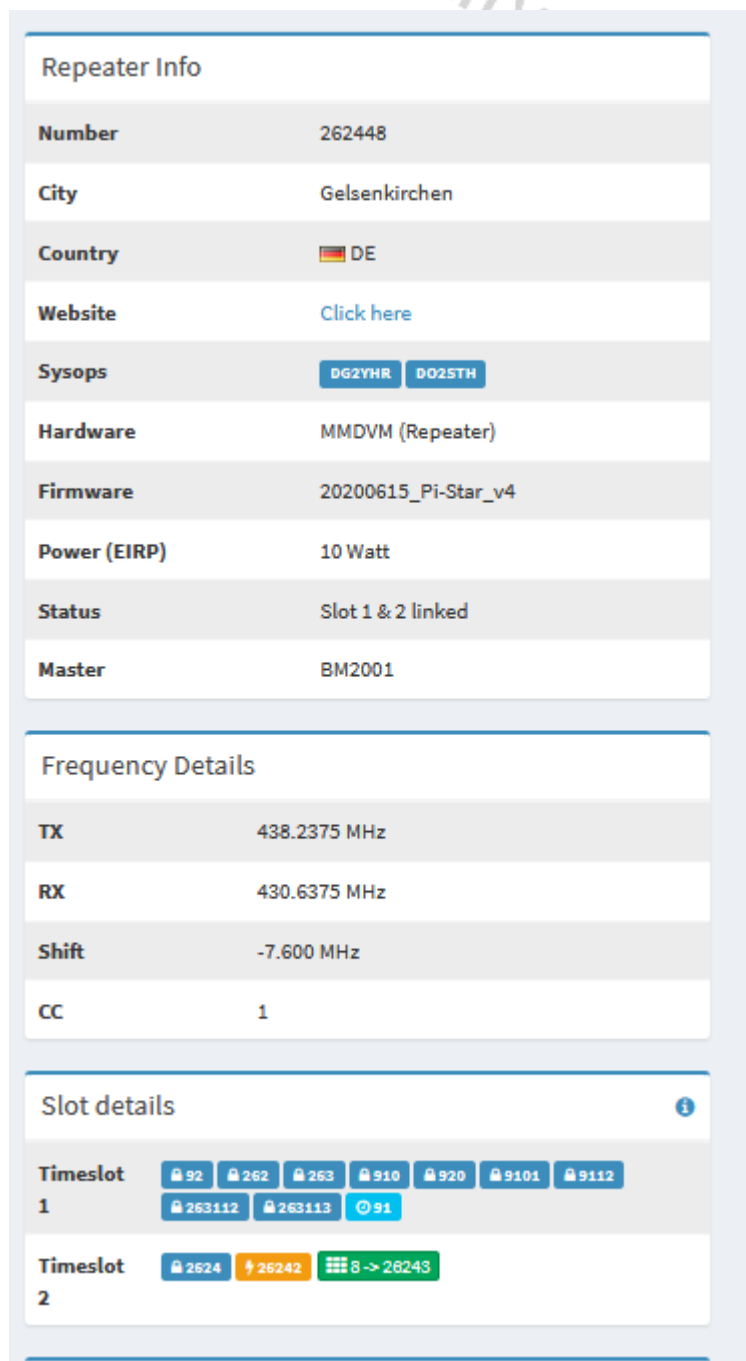 Repeater Info
Number 262448
City Gelsenkirchen
Country DE
Website Click here
Sysops DG2YHR DO2STH
Hardware MMDVM (Repeater)
Firmware 20200615_Pi-Star_v4
Power (EIRP) 10 Watt
Status Slot 1 & 2 linked
Master BM2001
Frequency Details
TX 438.2375 MHz
RX 430.6375 MHz
Shift -7.600 MHz
CC 1
Slot details
Timeslot 92 262 263 910 920 9101 9112
1 263112 263113 91
Timeslot 2624 26242 8 -> 26243
2